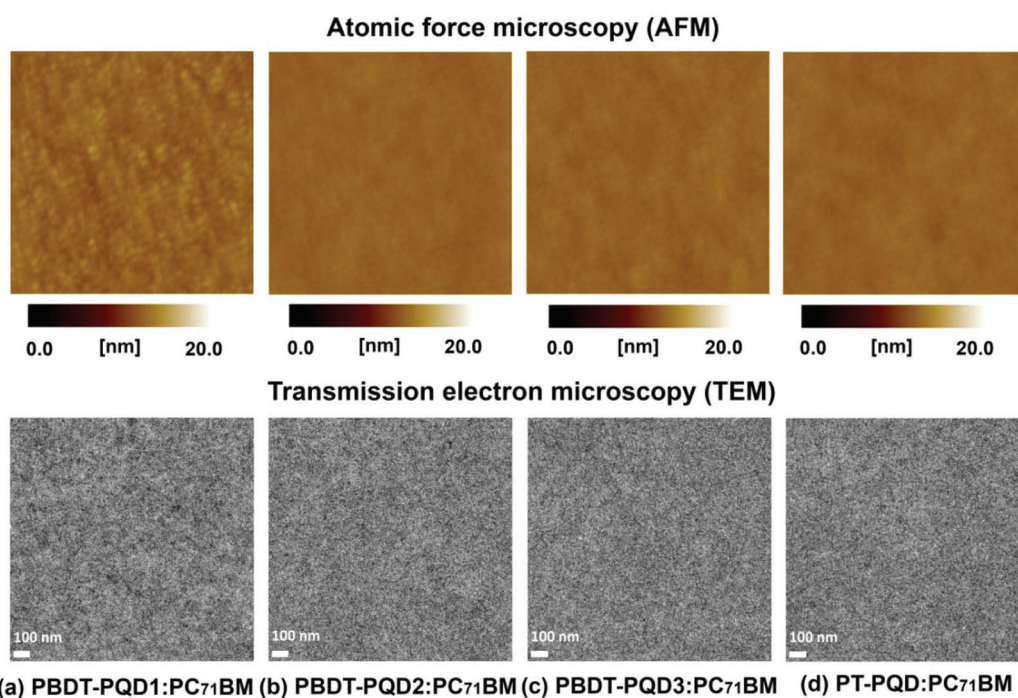 Atomic force microscopy (AFM)
0.0 [nm] 20.0 0.0 [nm] 20.0 0.0 [nm] 20.0 0.0 [nm] 20.0
Transmission electron microscopy (TEM)
100 nm 100 nm 100 nm 100 nm
(a) PBDT-PQD1:PC₇₁BM (b) PBDT-PQD2:PC₇₁BM (c) PBDT-PQD3:PC₇₁BM (d) PT-PQD:PC₇₁BM